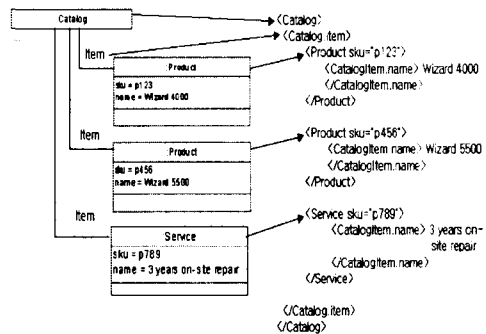 Catalog
Item
: Product
sku = p123
name = Wizard 4000
Item
: Product
sku = p456
name = Wizard 5500
Item
Service
sku = p789
name = 3 years on-site repair
<Catalog>
<Catalog.item>
<Product sku="p123">
<CatalogItem.name> Wizard 4000
</CatalogItem.name>
</Product>
<Product sku="p456">
<CatalogItem.name> Wizard 5500
</CatalogItem.name>
</Product>
<Service sku="p789">
<CatalogItem.name> 3 years on-
site repair
</CatalogItem.name>
</Service>
</Catalog.item>
</Catalog>